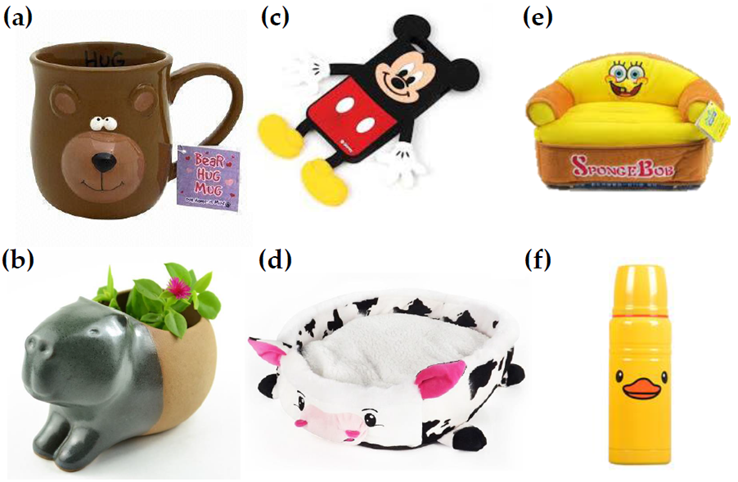 (a)
HUG
BEAR
HUG
MUG
(c)
(e)
SPONGEBOB
(b)
(d)
(f)